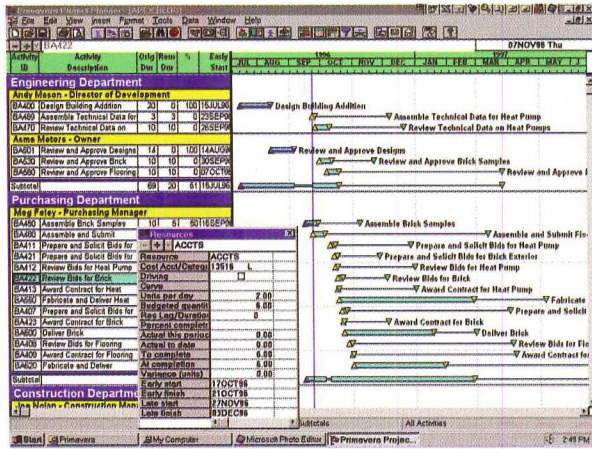 Primavera Project Planner - [APEX BLDG]
File Edit View Insert Format Tools Data Window Help
BA422
07NOV96 Thu
Activity ID Activity Description Orig Dur Rem Dur % Early Start
1996 1997
JUL AUG SEP OCT NOV DEC JAN FEB MAR APR MAY J
Engineering Department
Andy Mason - Director of Development
BA400 Design Building Addition 20 0 100 15JUL96
Design Building Addition
BA469 Assemble Technical Data for 3 3 0 23SEP96
Assemble Technical Data for Heat Pump
BA470 Review Technical Data on 10 10 0 26SEP96
Review Technical Data on Heat Pumps
Acme Motors - Owner
BA501 Review and Approve Designs 14 0 100 14AUG96
Review and Approve Designs
BA530 Review and Approve Brick 10 10 0 30SEP96
Review and Approve Brick Samples
BA560 Review and Approve Flooring 10 10 0 07OCT96
Review and Approve
Subtotal 69 20 61 15JUL96
Purchasing Department
Meg Foley - Purchasing Manager
BA450 Assemble Brick Samples 10 6 50 16SEP96
Assemble Brick Samples
BA480 Assemble and Submit
Assemble and Submit Flo
BA411 Prepare and Solicit Bids for
Prepare and Solicit Bids for Heat Pump
BA421 Prepare and Solicit Bids for
Prepare and Solicit Bids for Brick Exterior
BA412 Review Bids for Heat Pump
Review Bids for Heat Pump
BA422 Review Bids for Brick
Review Bids for Brick
BA413 Award Contract for Heat
Award Contract for Heat Pump
BA550 Fabricate and Deliver Heat
Fabricate
BA407 Prepare and Solicit Bids for
Prepare and Solicit
BA423 Award Contract for Brick
Award Contract for Brick
BA600 Deliver Brick
Deliver Brick
BA408 Review Bids for Flooring
Review Bids for Fl
BA409 Award Contract for Flooring
Award Contract for
BA620 Fabricate and Deliver
Subtotal
Construction Department
Joe Nolan - Construction Man
Resources
ACCTS
Resource ACCTS
Cost Acct/Category 13516 L
Driving
Curve
Units per day 2.00
Budgeted quantity 6.00
Res Lag/Duration 0
Percent complete
Actual this period 0.00
Actual to date 0.00
To complete 6.00
At completion 6.00
Variance (units) 0.00
Early start 17OCT96
Early finish 21OCT96
Late start 27NOV96
Late finish 03DEC96
Subtotals All Activities
Start Primavera My Computer Microsoft Photo Editor Primavera Projec... 2:49 PM